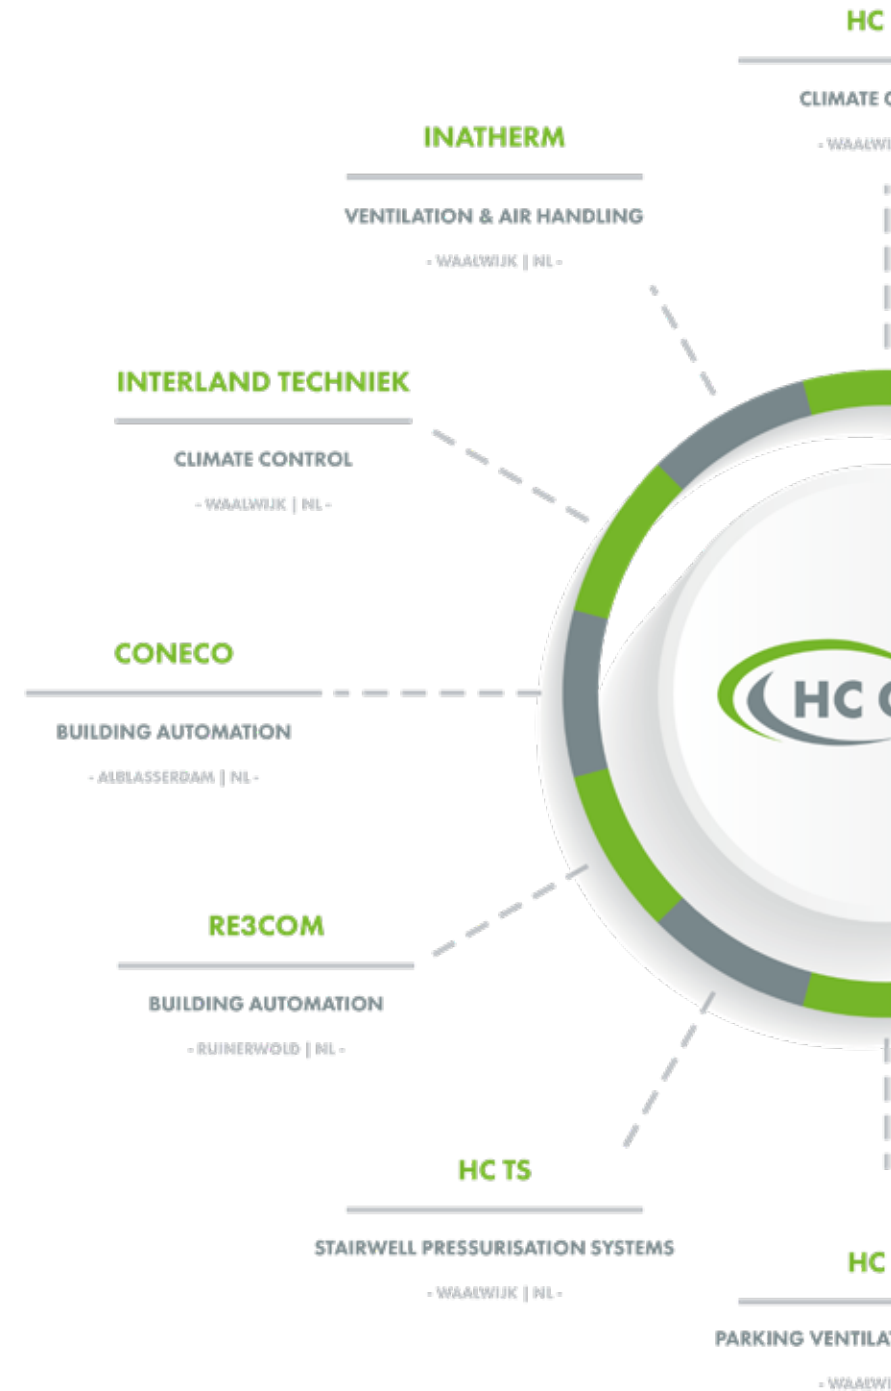 HC
CLIMATE
INATHERM
VENTILATION & AIR HANDLING
- WAALWIJK | NL -
INTERLAND TECHNIEK
CLIMATE CONTROL
- WAALWIJK | NL -
CONECO
BUILDING AUTOMATION
- ALBLASSERDAM | NL -
HC
RE3COM
BUILDING AUTOMATION
- RUINERWOLD | NL -
HC TS
STAIRWELL PRESSURISATION SYSTEMS
- WAALWIJK | NL -
HC
PARKING